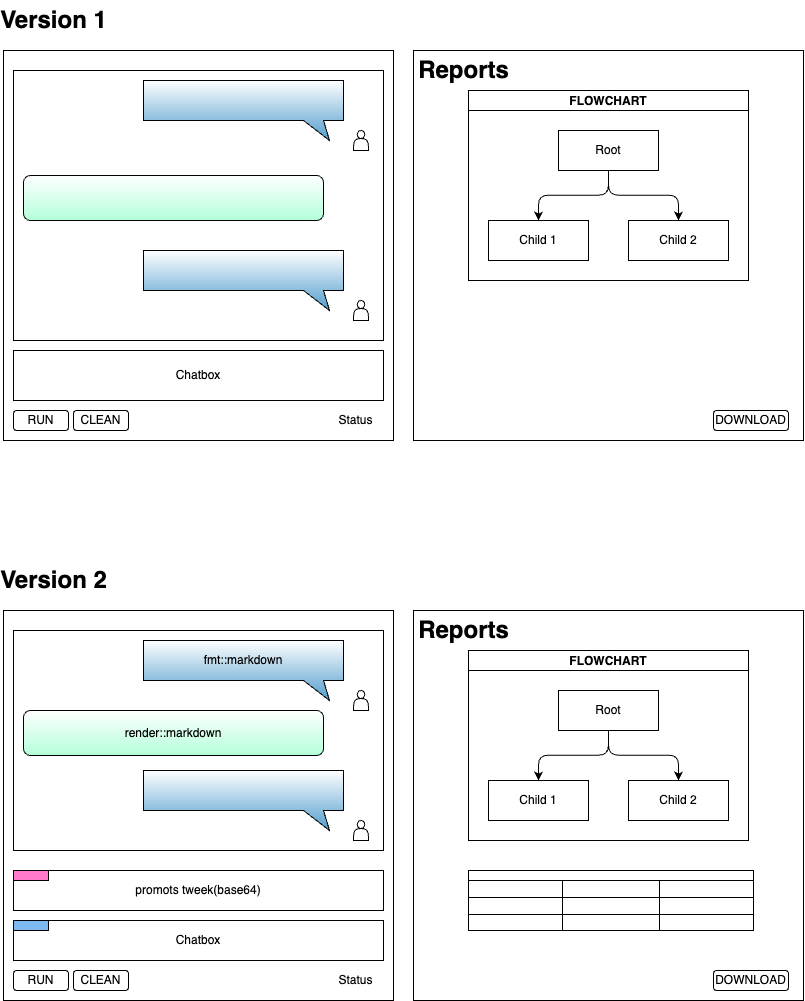 Version 1
Chatbox
RUN
CLEAN
Status
Reports
FLOWCHART
Root
Child 1
Child 2
DOWNLOAD
Version 2
fmt::markdown
render::markdown
promots tweek(base64)
Chatbox
RUN
CLEAN
Status
Reports
FLOWCHART
Root
Child 1
Child 2
DOWNLOAD